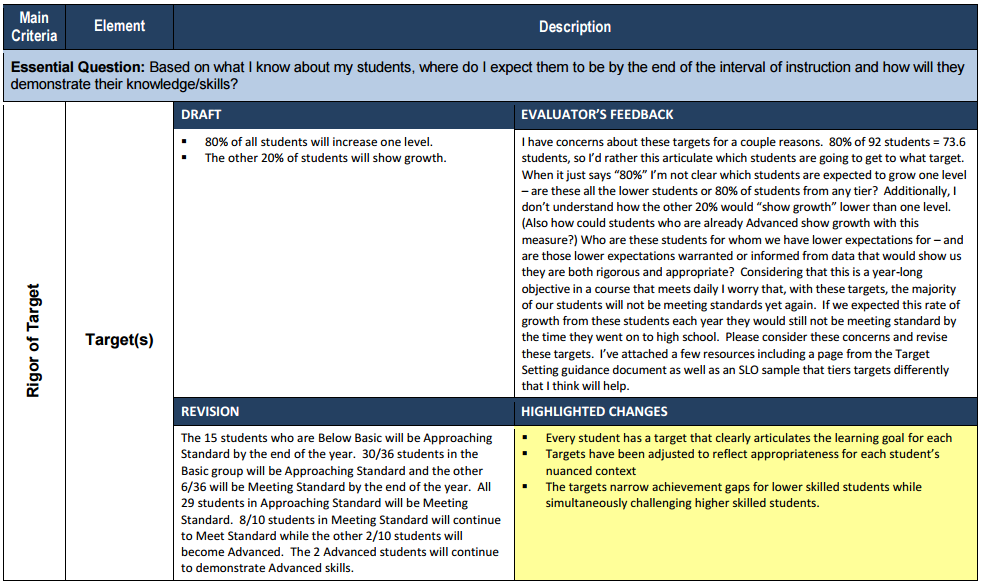 Main
Criteria
Element
Description
Essential Question: Based on what I know about my students, where do I expect them to be by the end of the interval of instruction and how will they
demonstrate their knowledge/skills?
Rigor of Target
Target(s)
DRAFT
▪ 80% of all students will increase one level.
▪ The other 20% of students will show growth.
EVALUATOR'S FEEDBACK
I have concerns about these targets for a couple reasons.  80% of 92 students = 73.6
students, so I'd rather this articulate which students are going to get to what target.
When it just says "80%" I'm not clear which students are expected to grow one level
– are these all the lower students or 80% of students from any tier?  Additionally, I
don't understand how the other 20% would "show growth" lower than one level.
(Also how could students who are already Advanced show growth with this
measure?) Who are these students for whom we have lower expectations for – and
are those lower expectations warranted or informed from data that would show us
they are both rigorous and appropriate?  Considering that this is a year-long
objective in a course that meets daily I worry that, with these targets, the majority
of our students will not be meeting standards yet again.  If we expected this rate of
growth from these students each year they would still not be meeting standard by
the time they went on to high school.  Please consider these concerns and revise
these targets.  I've attached a few resources including a page from the Target
Setting guidance document as well as an SLO sample that tiers targets differently
that I think will help.
REVISION
The 15 students who are Below Basic will be Approaching
Standard by the end of the year.  30/36 students in the
Basic group will be Approaching Standard and the other
6/36 will be Meeting Standard by the end of the year.  All
29 students in Approaching Standard will be Meeting
Standard.  8/10 students in Meeting Standard will continue
to Meet Standard while the other 2/10 students will
become Advanced.  The 2 Advanced students will continue
to demonstrate Advanced skills.
HIGHLIGHTED CHANGES
▪ Every student has a target that clearly articulates the learning goal for each
▪ Targets have been adjusted to reflect appropriateness for each student's
nuanced context
▪ The targets narrow achievement gaps for lower skilled students while
simultaneously challenging higher skilled students.